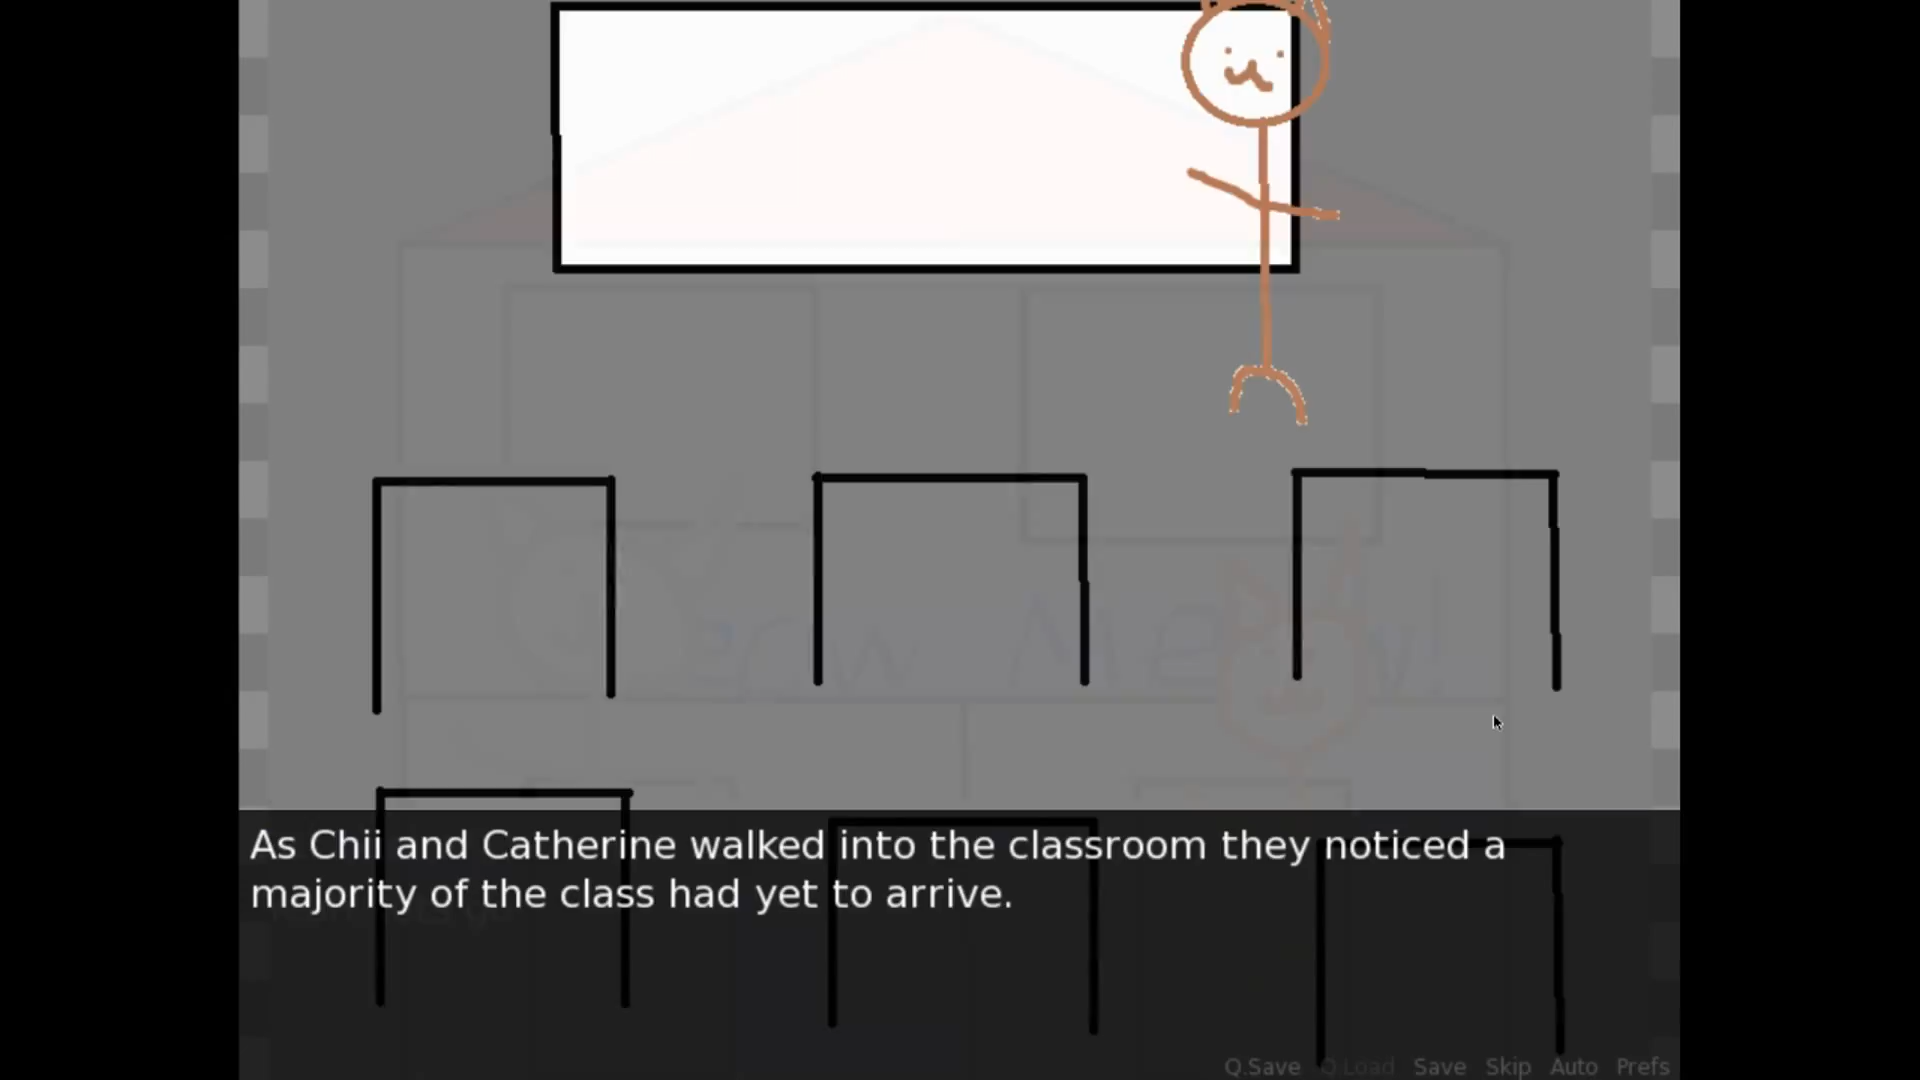 As Chii and Catherine walked into the classroom they noticed a
majority of the class had yet to arrive.
Q.Save Q.Load Save Skip Auto Prefs